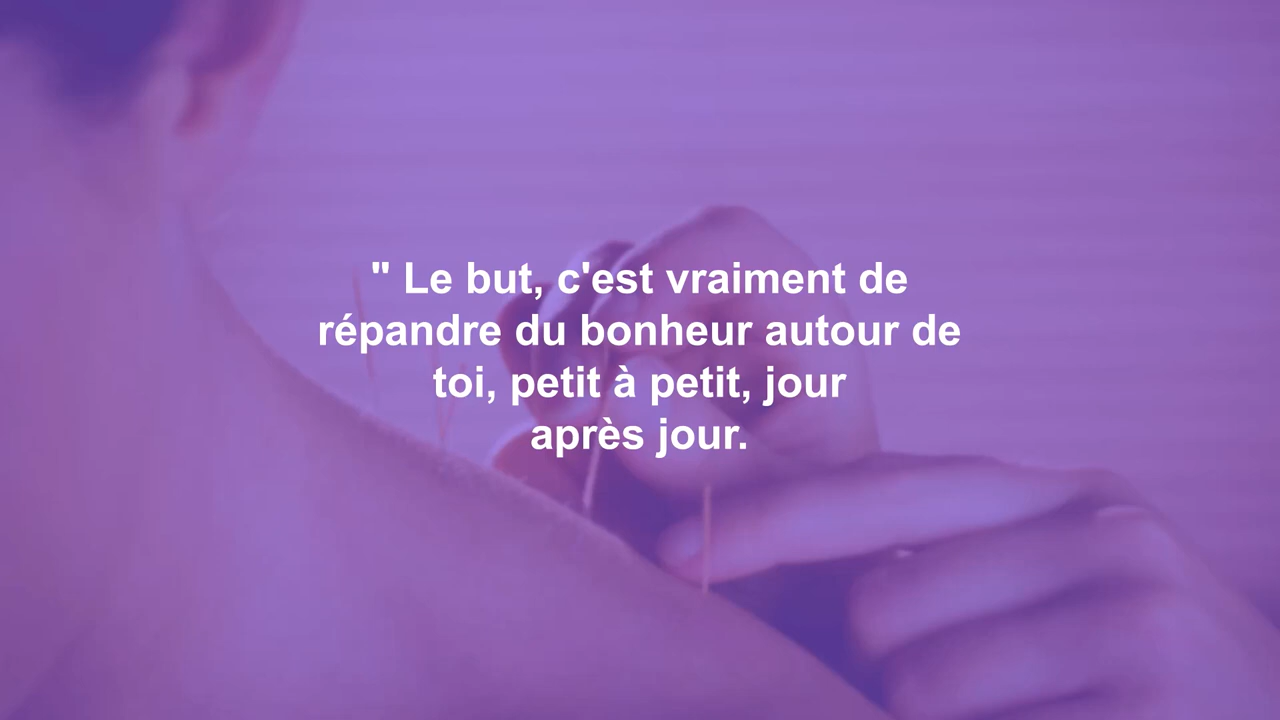 " Le but, c'est vraiment de
répandre du bonheur autour de
toi, petit à petit, jour
après jour.